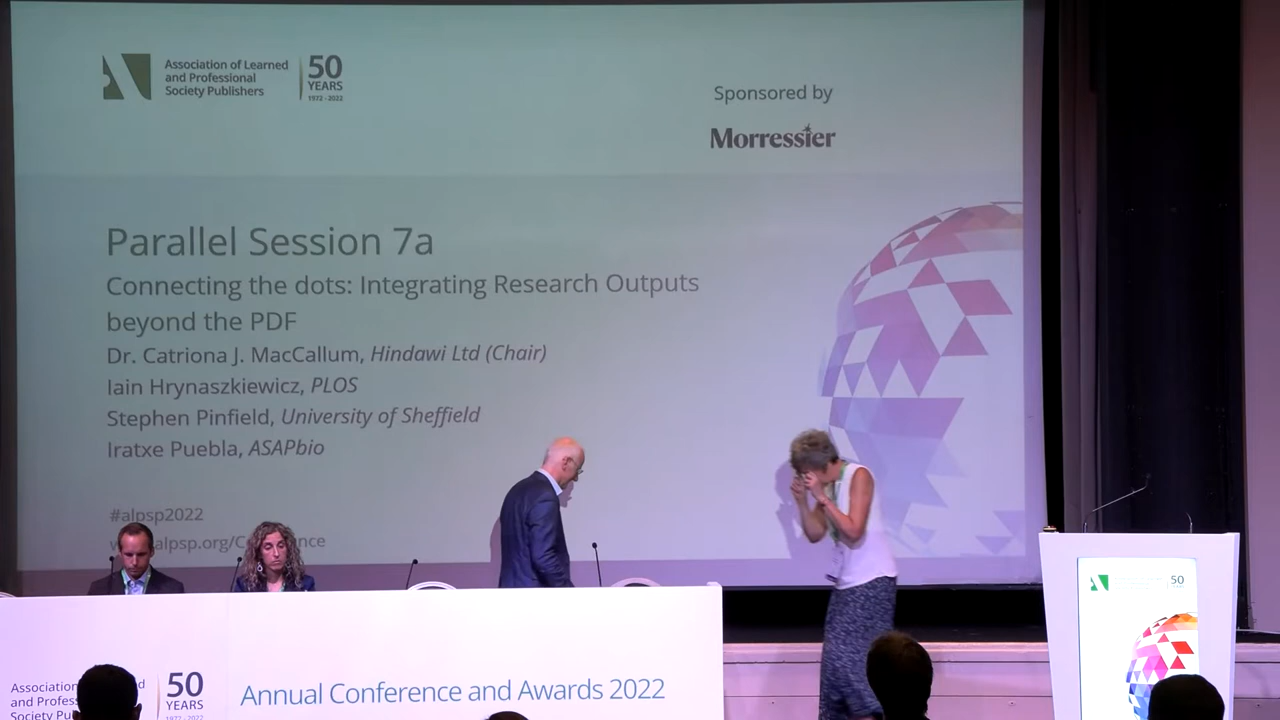 Association of Learned
and Professional
Society Publishers
50
YEARS
1972 - 2022
Sponsored by
Morressier
Parallel Session 7a
Connecting the dots: Integrating Research Outputs
beyond the PDF
Dr. Catriona J. MacCallum, Hindawi Ltd (Chair)
Iain Hrynaszkiewicz, PLOS
Stephen Pinfield, University of Sheffield
Iratxe Puebla, ASAPbio
#alpsp2022
50
Association
50
YEARS
1972 - 2022
Annual Conference and Awards 2022